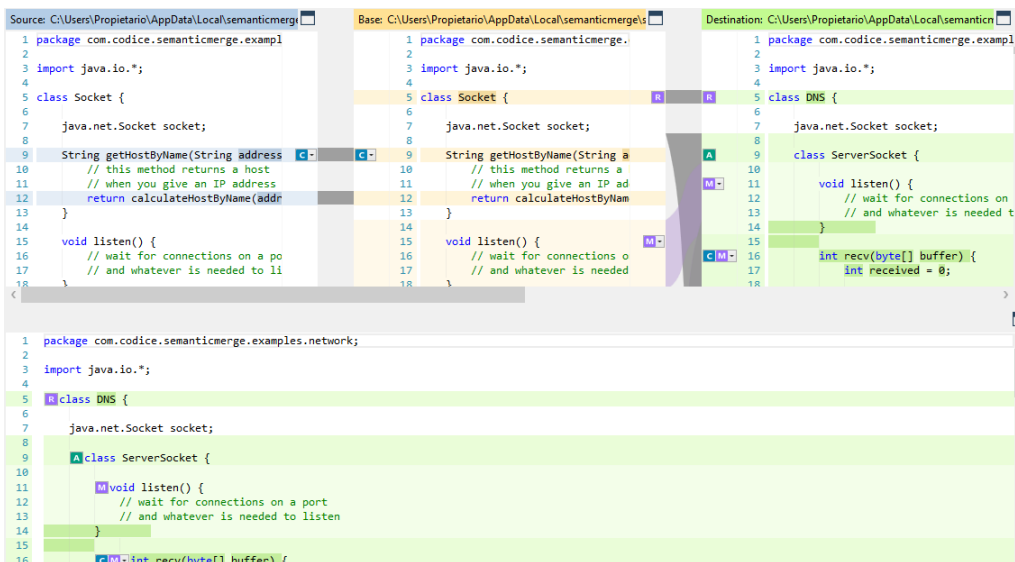 Source: C:\Users\Propietario\AppData\Local\semanticmerge
1 package com.codice.semanticmerge.exampl
2
3 import java.io.*;
4
5 class Socket {
6
7 java.net.Socket socket;
8
9 String getHostByName(String address C
10 // this method returns a host
11 // when you give an IP address
12 return calculateHostByName(addr
13 }
14
15 void listen() {
16 // wait for connections on a po
17 // and whatever is needed to li
18 }
Base: C:\Users\Propietario\AppData\Local\semanticmerge\s
1 package com.codice.semanticmerge.
2
3 import java.io.*;
4
5 class Socket { R
6
7 java.net.Socket socket;
8
C 9 String getHostByName(String a
10 // this method returns a
11 // when you give an IP ad
12 return calculateHostByNam
13 }
14
15 void listen() { M
16 // wait for connections o
17 // and whatever is needed
18 }
Destination: C:\Users\Propietario\AppData\Local\semanticn
1 package com.codice.semanticmerge.exampl
2
3 import java.io.*;
4
R 5 class DNS {
6
7 java.net.Socket socket;
8
A 9 class ServerSocket {
10
M 11 void listen() {
12 // wait for connections on
13 // and whatever is needed t
14 }
15
C M 16 int recv(byte[] buffer) {
17 int received = 0;
18
1 package com.codice.semanticmerge.examples.network;
2
3 import java.io.*;
4
5 R class DNS {
6
7 java.net.Socket socket;
8
9 A class ServerSocket {
10
11 M void listen() {
12 // wait for connections on a port
13 // and whatever is needed to listen
14 }
15
16 C M int recv(byte[] buffer) {